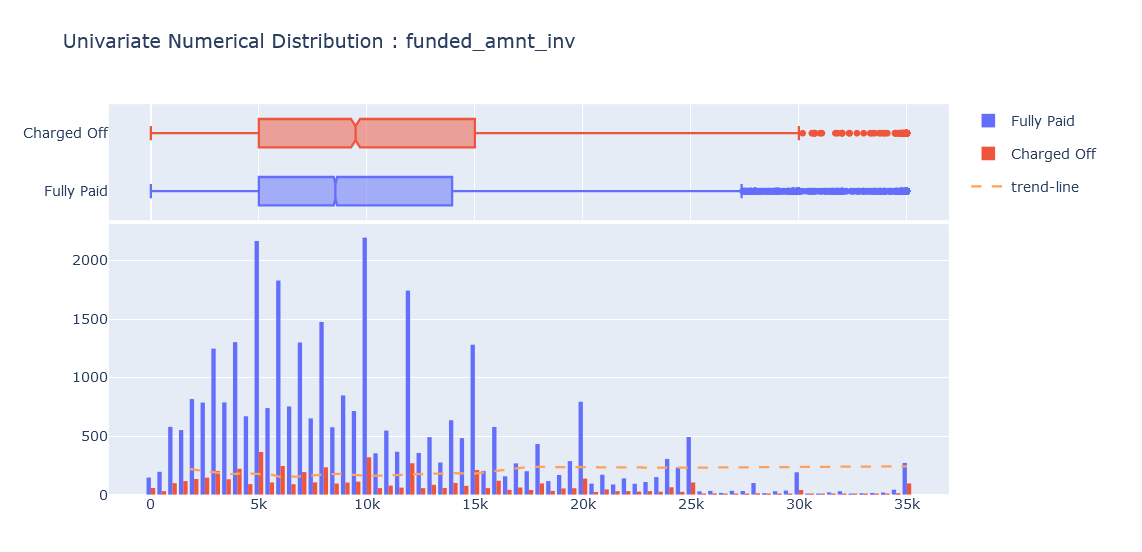 Univariate Numerical Distribution : funded_amnt_inv
Charged Off
Fully Paid
Fully Paid
Charged Off
trend-line
2000
1500
1000
500
0
0 5k 10k 15k 20k 25k 30k 35k